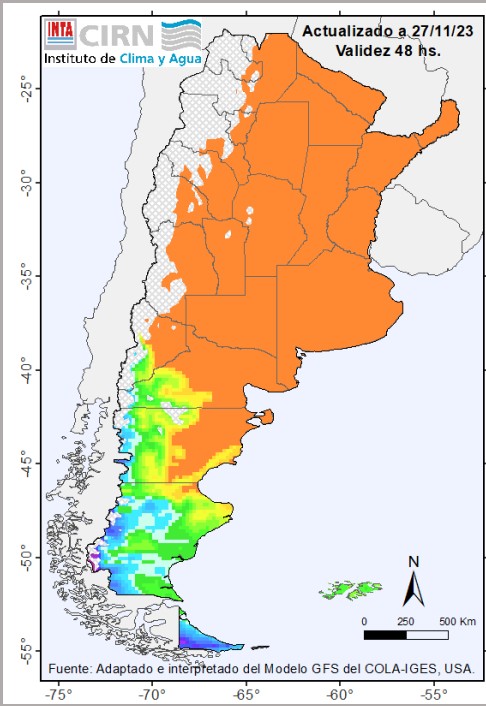 INTA CIRN
Instituto de Clima y Agua
Actualizado a 27/11/23
Validez 48 hs.
-25°
-30°
-35°
-40°
-45°
-50°
-55°
N
0 250 500 Km
Fuente: Adaptado e interpretado del Modelo GFS del COLA-IGES, USA.
-75° -70° -65° -60° -55°